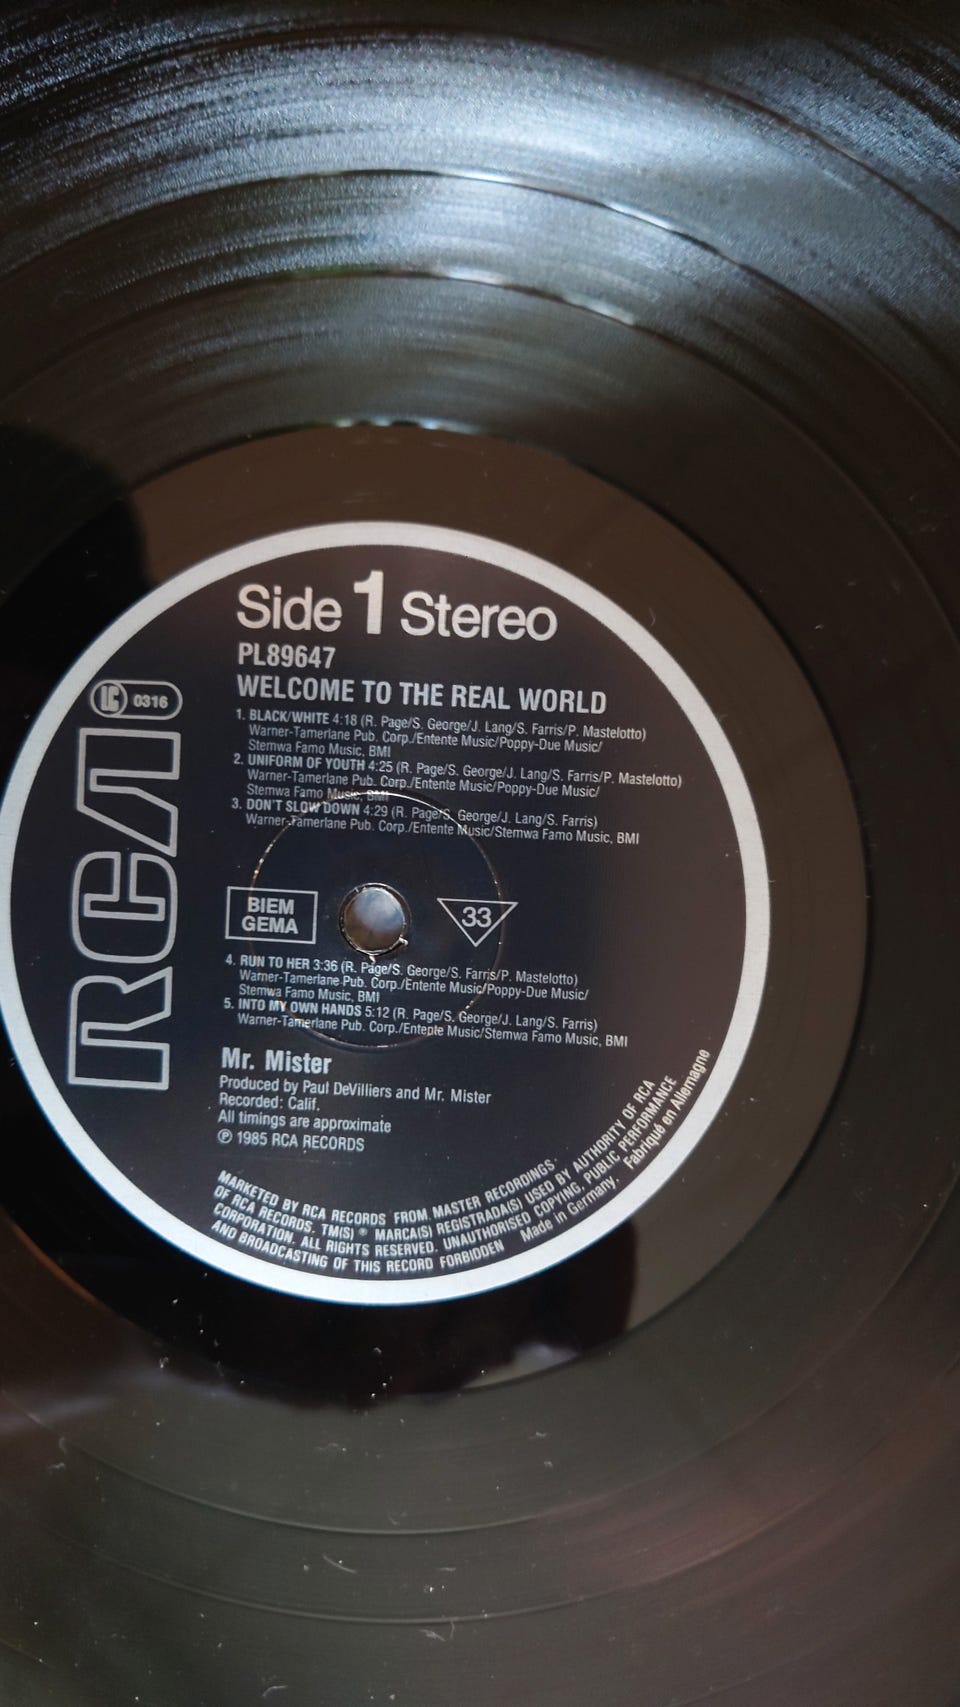 Side 1 Stereo
PL89647
WELCOME TO THE REAL WORLD
LC 0316
RCA
1. BLACK/WHITE 4:18 (R. Page/S. George/J. Lang/S. Farris/P. Mastelotto)
Warner-Tamerlane Pub. Corp./Entente Music/Poppy-Due Music/
Stemwa Famo Music, BMI
2. UNIFORM OF YOUTH 4:25 (R. Page/S. George/J. Lang/S. Farris/P. Mastelotto)
Warner-Tamerlane Pub. Corp./Entente Music/Poppy-Due Music/
Stemwa Famo Music, BMI
3. DON'T SLOW DOWN 4:29 (R. Page/S. George/J. Lang/S. Farris)
Warner-Tamerlane Pub. Corp./Entente Music/Stemwa Famo Music, BMI
BIEM
GEMA
33
4. RUN TO HER 3:36 (R. Page/S. George/S. Farris/P. Mastelotto)
Warner-Tamerlane Pub. Corp./Entente Music/Poppy-Due Music/
Stemwa Famo Music, BMI
5. INTO MY OWN HANDS 5:12 (R. Page/S. George/J. Lang/S. Farris)
Warner-Tamerlane Pub. Corp./Entente Music/Stemwa Famo Music, BMI
Mr. Mister
Produced by Paul DeVilliers and Mr. Mister
Recorded: Calif.
All timings are approximate
℗ 1985 RCA RECORDS
MARKETED BY RCA RECORDS FROM MASTER RECORDINGS
OF RCA RECORDS. TM(S) ® MARCA(S) REGISTRADA(S) USED BY AUTHORITY OF RCA
CORPORATION. ALL RIGHTS RESERVED. UNAUTHORISED COPYING, PUBLIC PERFORMANCE
AND BROADCASTING OF THIS RECORD FORBIDDEN Made in Germany, Fabriqué en Allemagne